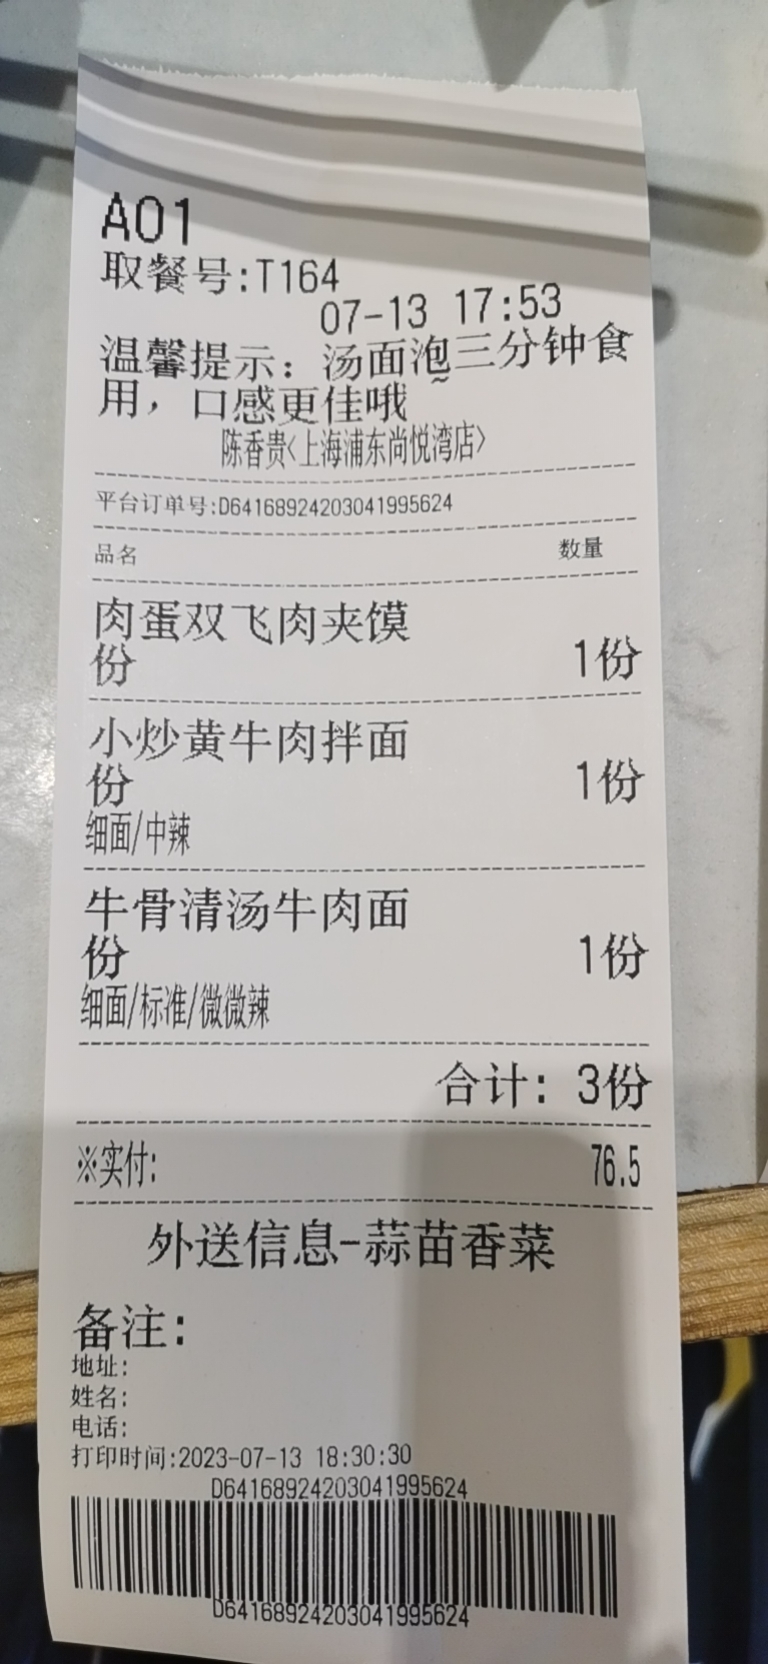 A01
取餐号:T164
07-13 17:53
温馨提示：汤面泡三分钟食
用，口感更佳哦~
陈香贵<上海浦东尚悦湾店>
平台订单号:D641689242030419956​24
品名 数量
肉蛋双飞肉夹馍
份 1份
小炒黄牛肉拌面
份 1份
细面/中辣
牛骨清汤牛肉面
份 1份
细面/标准/微微辣
合计：3份
※实付: 76.5
外送信息-蒜苗香菜
备注:
地址:
姓名:
电话:
打印时间:2023-07-13 18:30:30
D64168924203041995624
D64168924203041995624